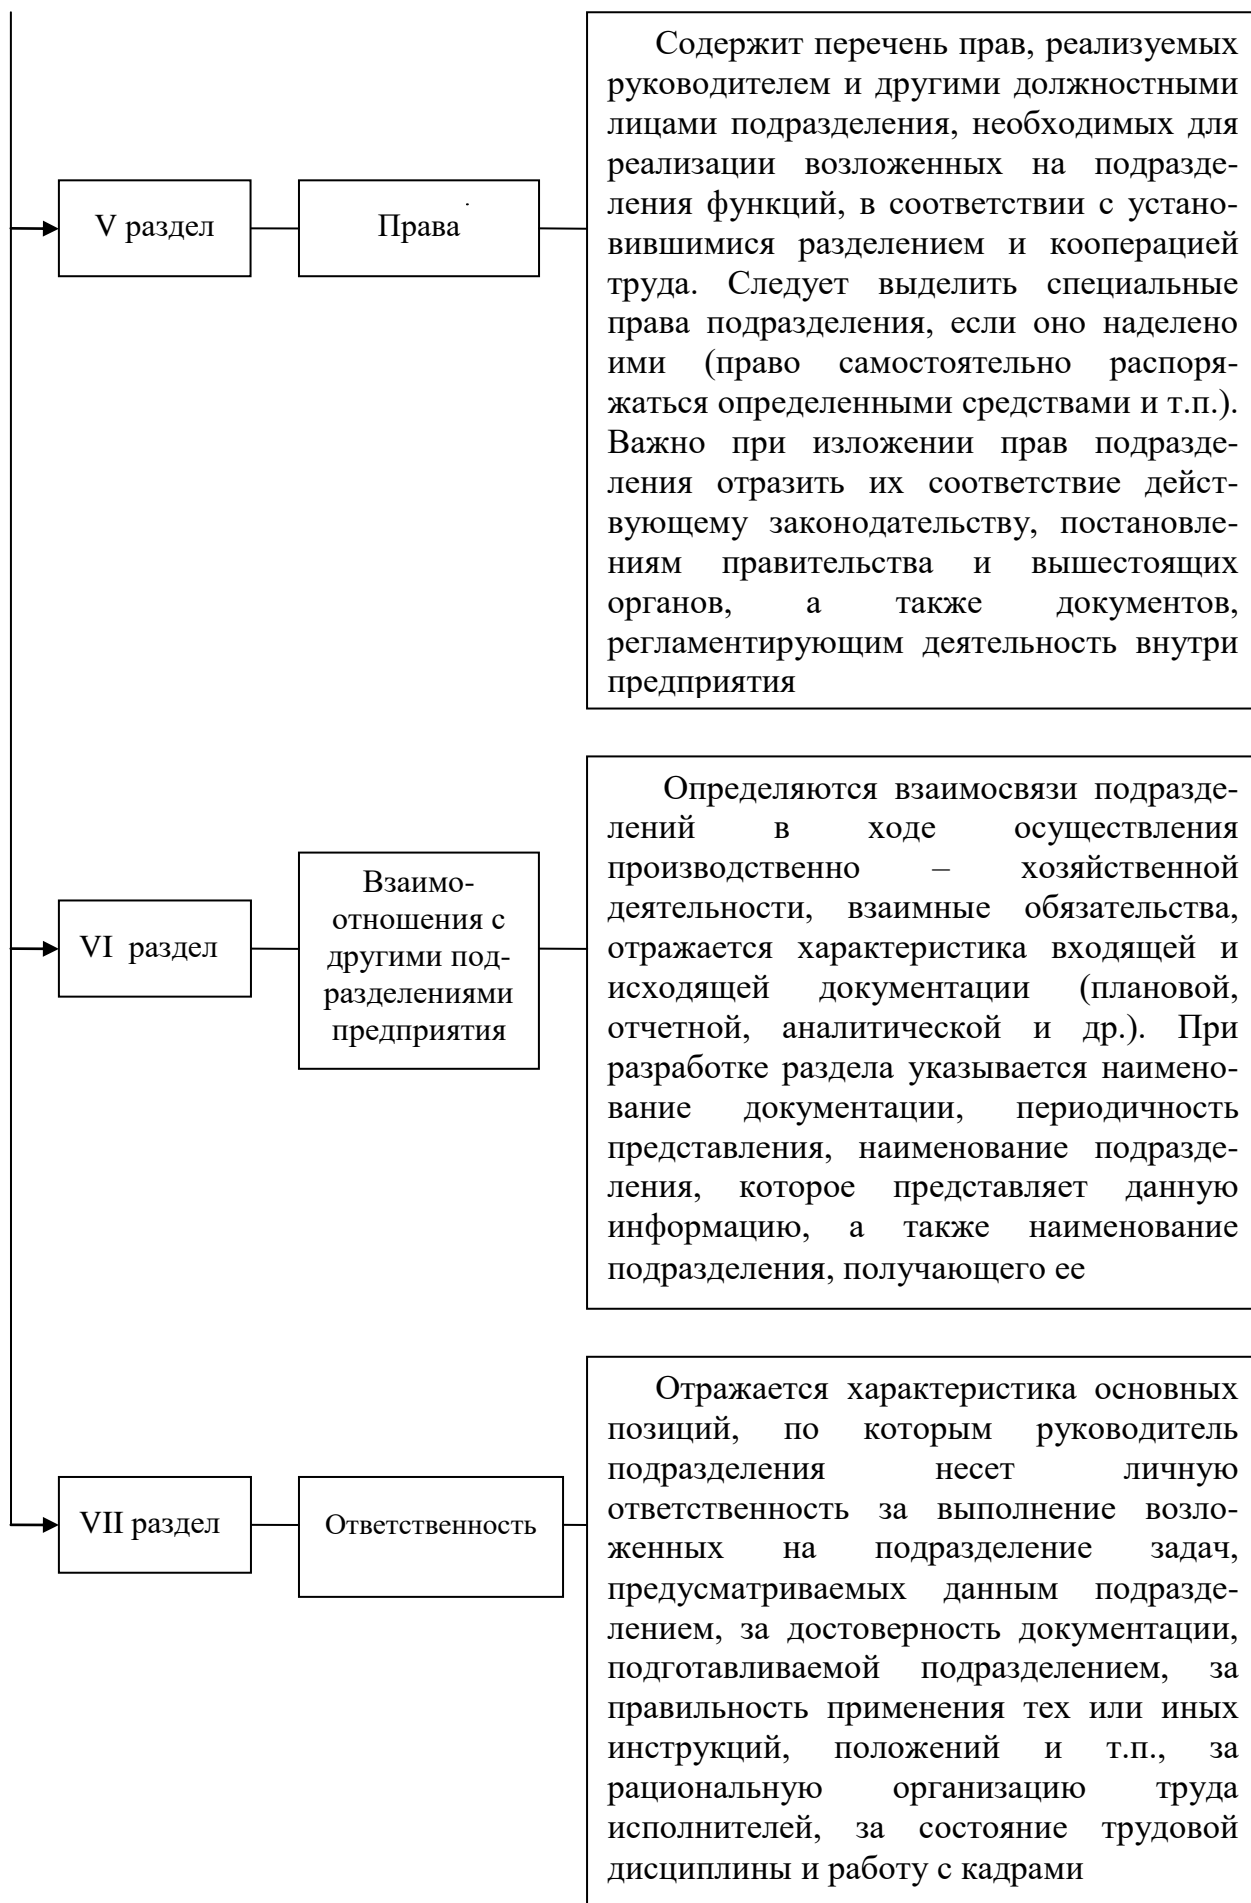 V раздел
Права
Содержит перечень прав, реализуемых
руководителем и другими должностными
лицами подразделения, необходимых для
реализации возложенных на подразде-
ления функций, в соответствии с устано-
вившимися разделением и кооперацией
труда. Следует выделить специальные
права подразделения, если оно наделено
ими (право самостоятельно распоря-
жаться определенными средствами и т.п.).
Важно при изложении прав подразде-
ления отразить их соответствие дейст-
вующему законодательству, постановле-
ниям правительства и вышестоящих
органов, а также документов,
регламентирующим деятельность внутри
предприятия
VI раздел
Взаимо-
отношения с
другими под-
разделениями
предприятия
Определяются взаимосвязи подразде-
лений в ходе осуществления
производственно – хозяйственной
деятельности, взаимные обязательства,
отражается характеристика входящей и
исходящей документации (плановой,
отчетной, аналитической и др.). При
разработке раздела указывается наимено-
вание документации, периодичность
представления, наименование подразде-
ления, которое представляет данную
информацию, а также наименование
подразделения, получающего ее
VII раздел
Ответственность
Отражается характеристика основных
позиций, по которым руководитель
подразделения несет личную
ответственность за выполнение возло-
женных на подразделение задач,
предусматриваемых данным подразде-
лением, за достоверность документации,
подготавливаемой подразделением, за
правильность применения тех или иных
инструкций, положений и т.п., за
рациональную организацию труда
исполнителей, за состояние трудовой
дисциплины и работу с кадрами